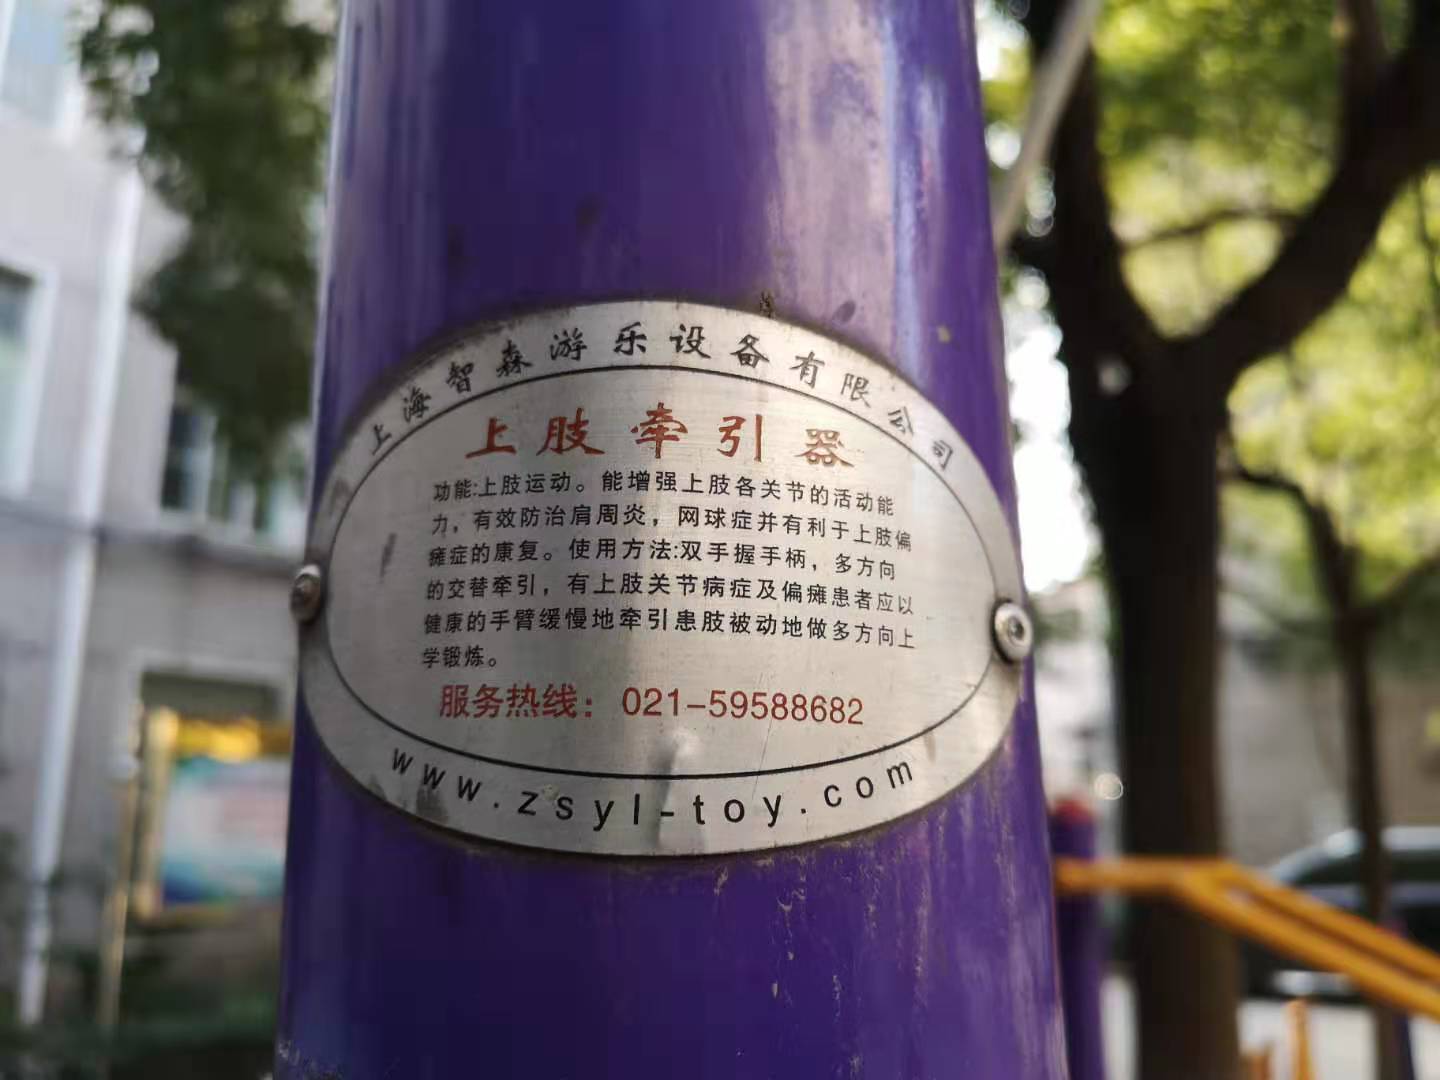 上海智森游乐设备有限公司
上肢牵引器
功能:上肢运动。能增强上肢各关节的活动能
力，有效防治肩周炎，网球症并有利于上肢偏
瘫症的康复。使用方法:双手握手柄，多方向
的交替牵引，有上肢关节病症及偏瘫患者应以
健康的手臂缓慢地牵引患肢被动地做多方向上
学锻炼。
服务热线：021-59588682
www.zsyl-toy.com